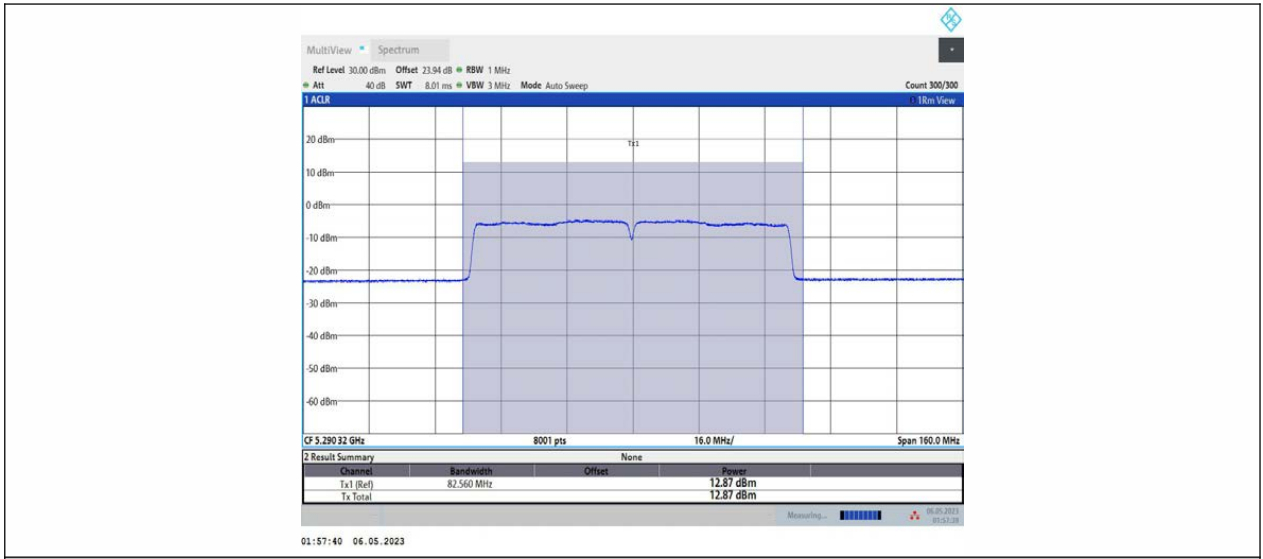 MultiView Spectrum
Ref Level 30.00 dBm Offset 23.94 dB RBW 1 MHz
Att 40 dB SWT 8.01 ms VBW 3 MHz Mode Auto Sweep Count 300/300
1 ACLR 1Rm View
20 dBm
Tx1
10 dBm
0 dBm
-10 dBm
-20 dBm
-30 dBm
-40 dBm
-50 dBm
-60 dBm
CF 5.290 32 GHz 8001 pts 16.0 MHz/ Span 160.0 MHz
2 Result Summary None
Channel Bandwidth Offset Power
Tx1 (Ref) 82.560 MHz 12.87 dBm
Tx Total 12.87 dBm
Measuring... 06.05.2023
01:57:40 06.05.2023